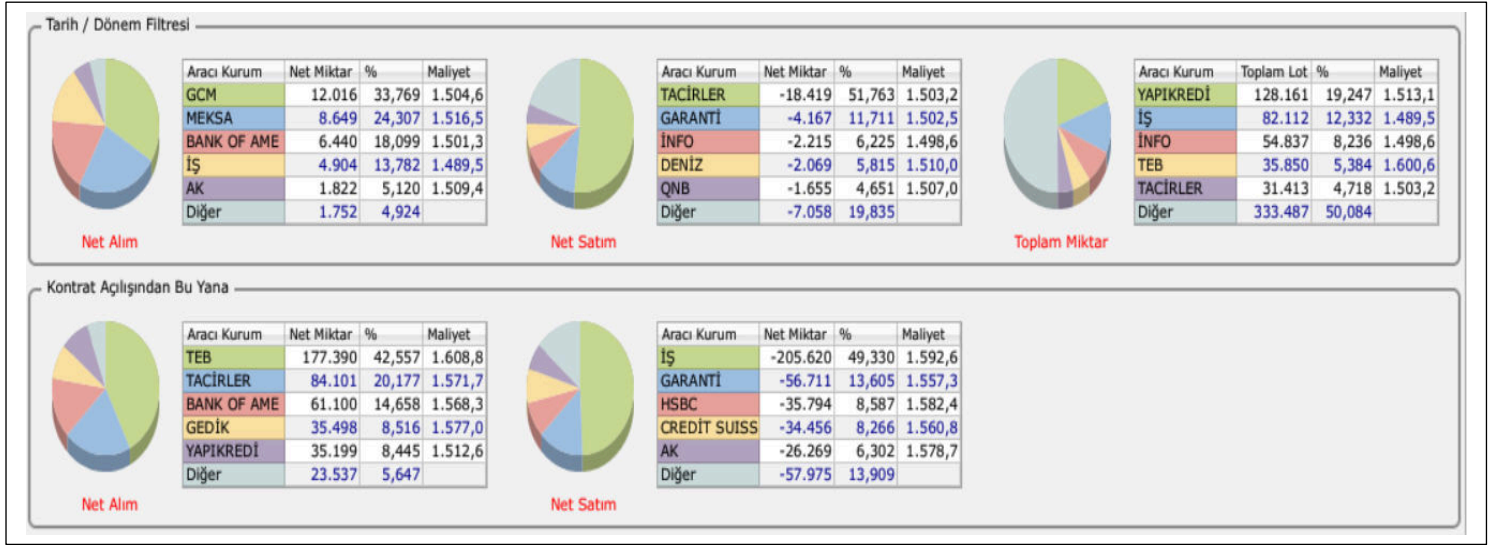 Tarih / Dönem Filtresi
Aracı Kurum Net Miktar % Maliyet
GCM 12.016 33,769 1.504,6
MEKSA 8.649 24,307 1.516,5
BANK OF AME 6.440 18,099 1.501,3
İŞ 4.904 13,782 1.489,5
AK 1.822 5,120 1.509,4
Diğer 1.752 4,924
Net Alım
Aracı Kurum Net Miktar % Maliyet
TACİRLER -18.419 51,763 1.503,2
GARANTİ -4.167 11,711 1.502,5
İNFO -2.215 6,225 1.498,6
DENİZ -2.069 5,815 1.510,0
QNB -1.655 4,651 1.507,0
Diğer -7.058 19,835
Net Satım
Aracı Kurum Toplam Lot % Maliyet
YAPIKREDİ 128.161 19,247 1.513,1
İŞ 82.112 12,332 1.489,5
İNFO 54.837 8,236 1.498,6
TEB 35.850 5,384 1.600,6
TACİRLER 31.413 4,718 1.503,2
Diğer 333.487 50,084
Toplam Miktar
Kontrat Açılışından Bu Yana
Aracı Kurum Net Miktar % Maliyet
TEB 177.390 42,557 1.608,8
TACİRLER 84.101 20,177 1.571,7
BANK OF AME 61.100 14,658 1.568,3
GEDİK 35.498 8,516 1.577,0
YAPIKREDİ 35.199 8,445 1.512,6
Diğer 23.537 5,647
Net Alım
Aracı Kurum Net Miktar % Maliyet
İŞ -205.620 49,330 1.592,6
GARANTİ -56.711 13,605 1.557,3
HSBC -35.794 8,587 1.582,4
CREDİT SUISS -34.456 8,266 1.560,8
AK -26.269 6,302 1.578,7
Diğer -57.975 13,909
Net Satım